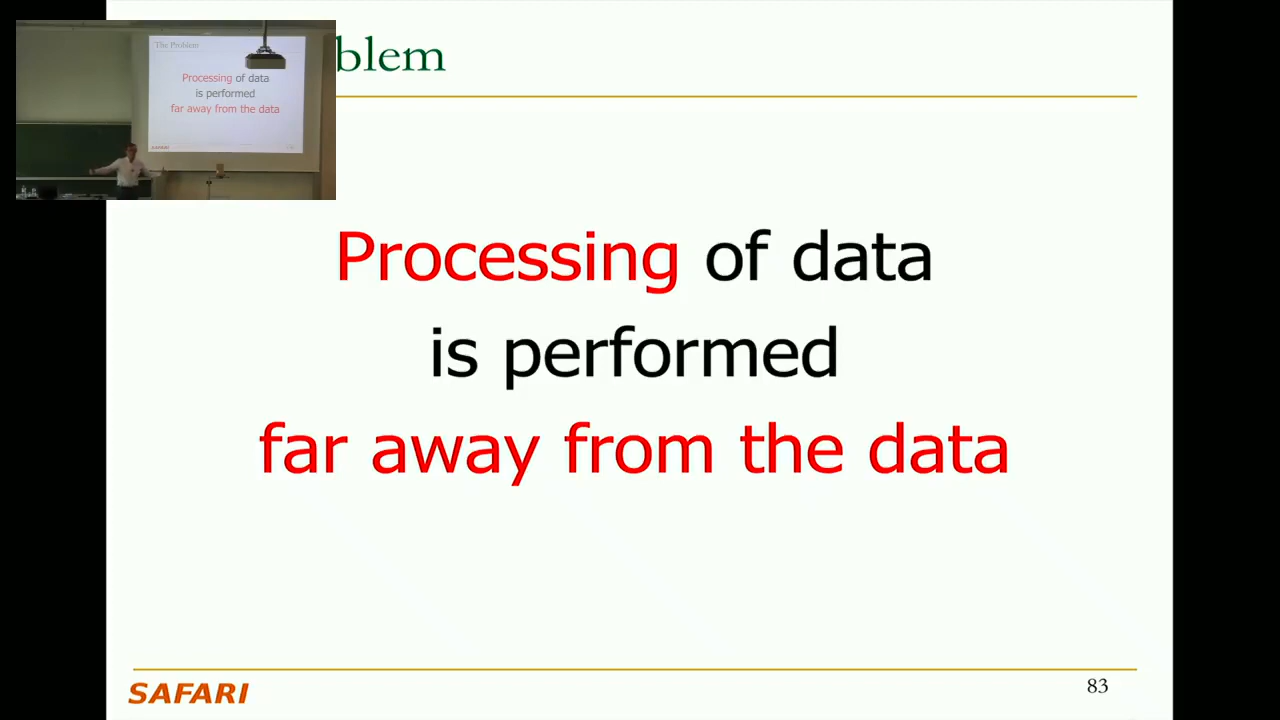 The Problem
Processing of data
is performed
far away from the data
SAFARI
blem
Processing of data
is performed
far away from the data
SAFARI
83